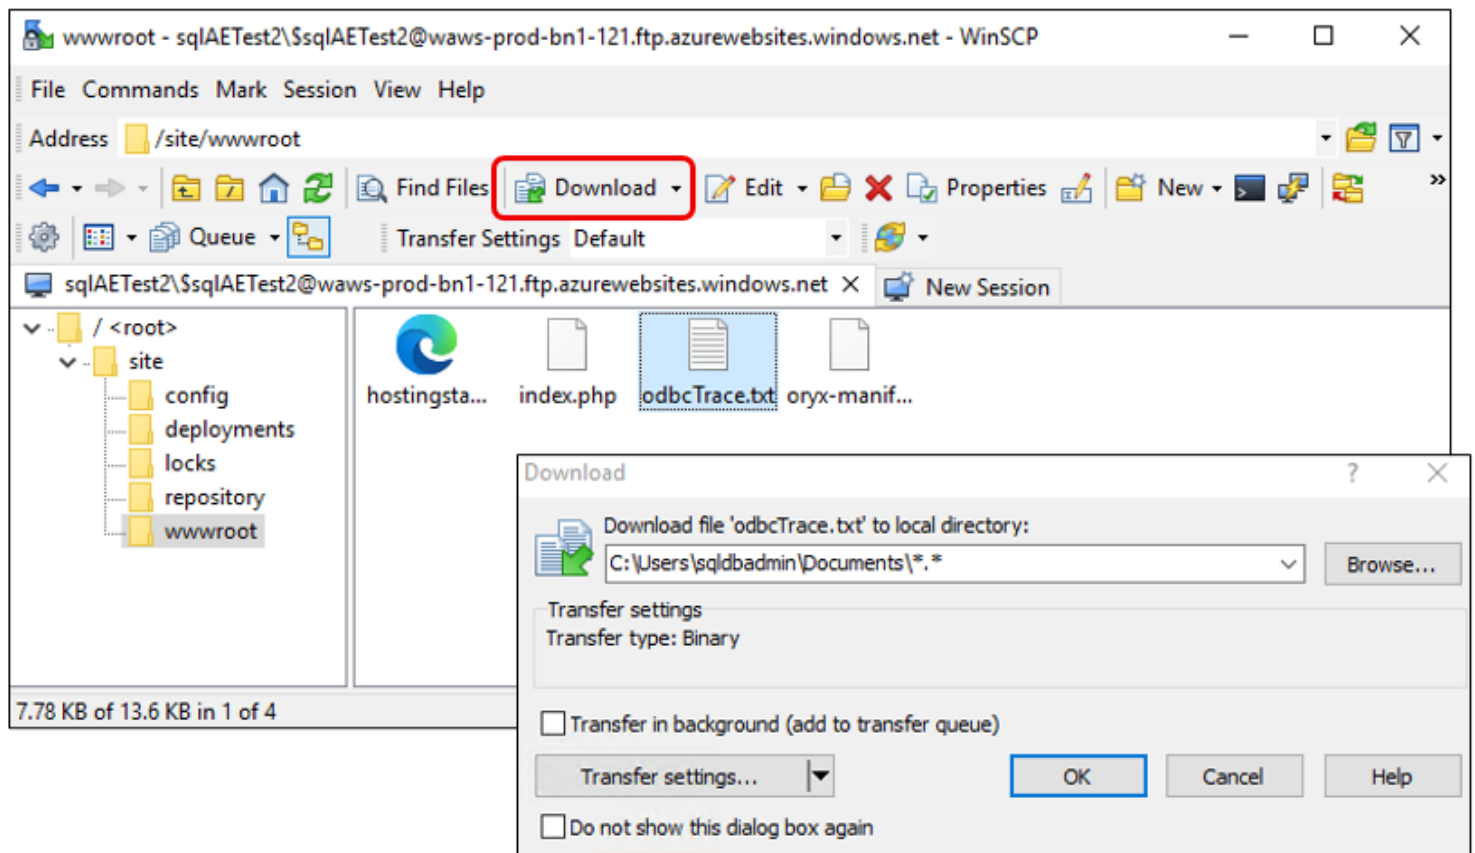 wwwroot - sqlAETest2\$sqlAETest2@waws-prod-bn1-121.ftp.azurewebsites.windows.net - WinSCP
File Commands Mark Session View Help
Address /site/wwwroot
Find Files Download Edit Properties New »
Queue Transfer Settings Default
sqlAETest2\$sqlAETest2@waws-prod-bn1-121.ftp.azurewebsites.windows.net New Session
/ <root>
site
config
deployments
locks
repository
wwwroot
hostingsta... index.php odbcTrace.txt oryx-manif...
7.78 KB of 13.6 KB in 1 of 4
Download ?
Download file 'odbcTrace.txt' to local directory:
C:\Users\sqldbadmin\Documents\*.* Browse...
Transfer settings
Transfer type: Binary
Transfer in background (add to transfer queue)
Transfer settings... OK Cancel Help
Do not show this dialog box again